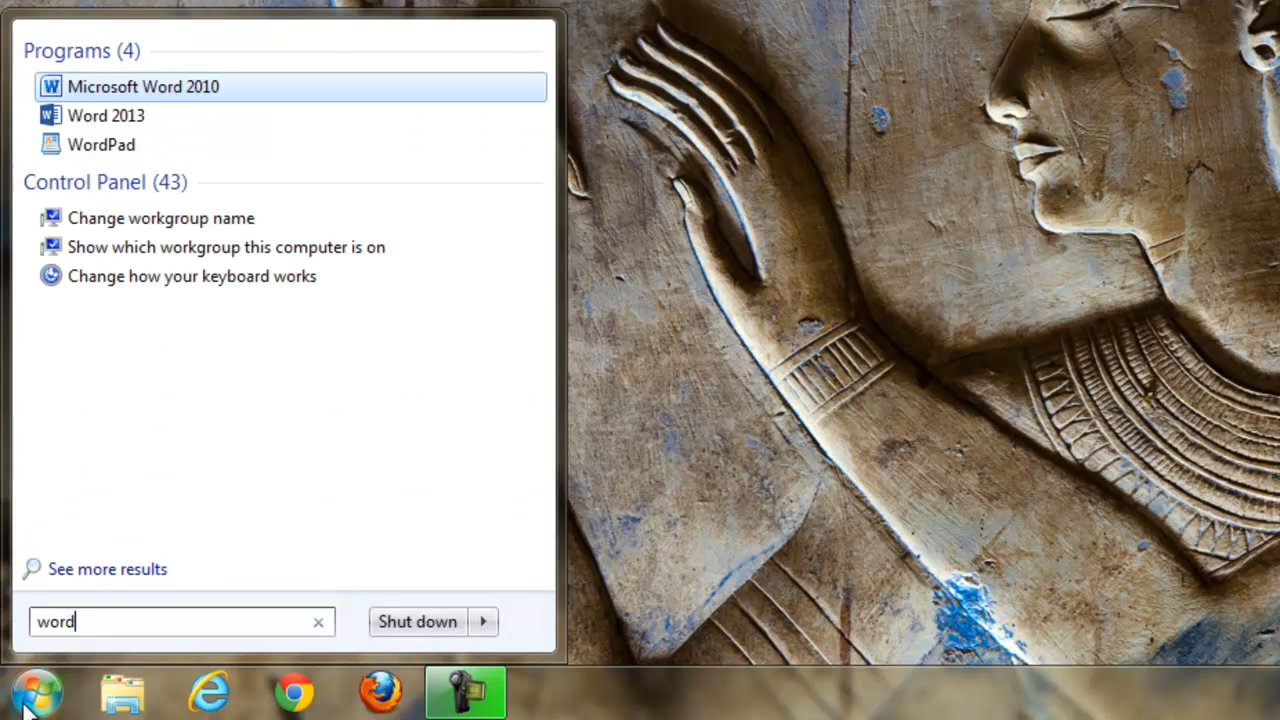 Programs (4)
Microsoft Word 2010
Word 2013
WordPad
Control Panel (43)
Change workgroup name
Show which workgroup this computer is on
Change how your keyboard works
See more results
word
Shut down